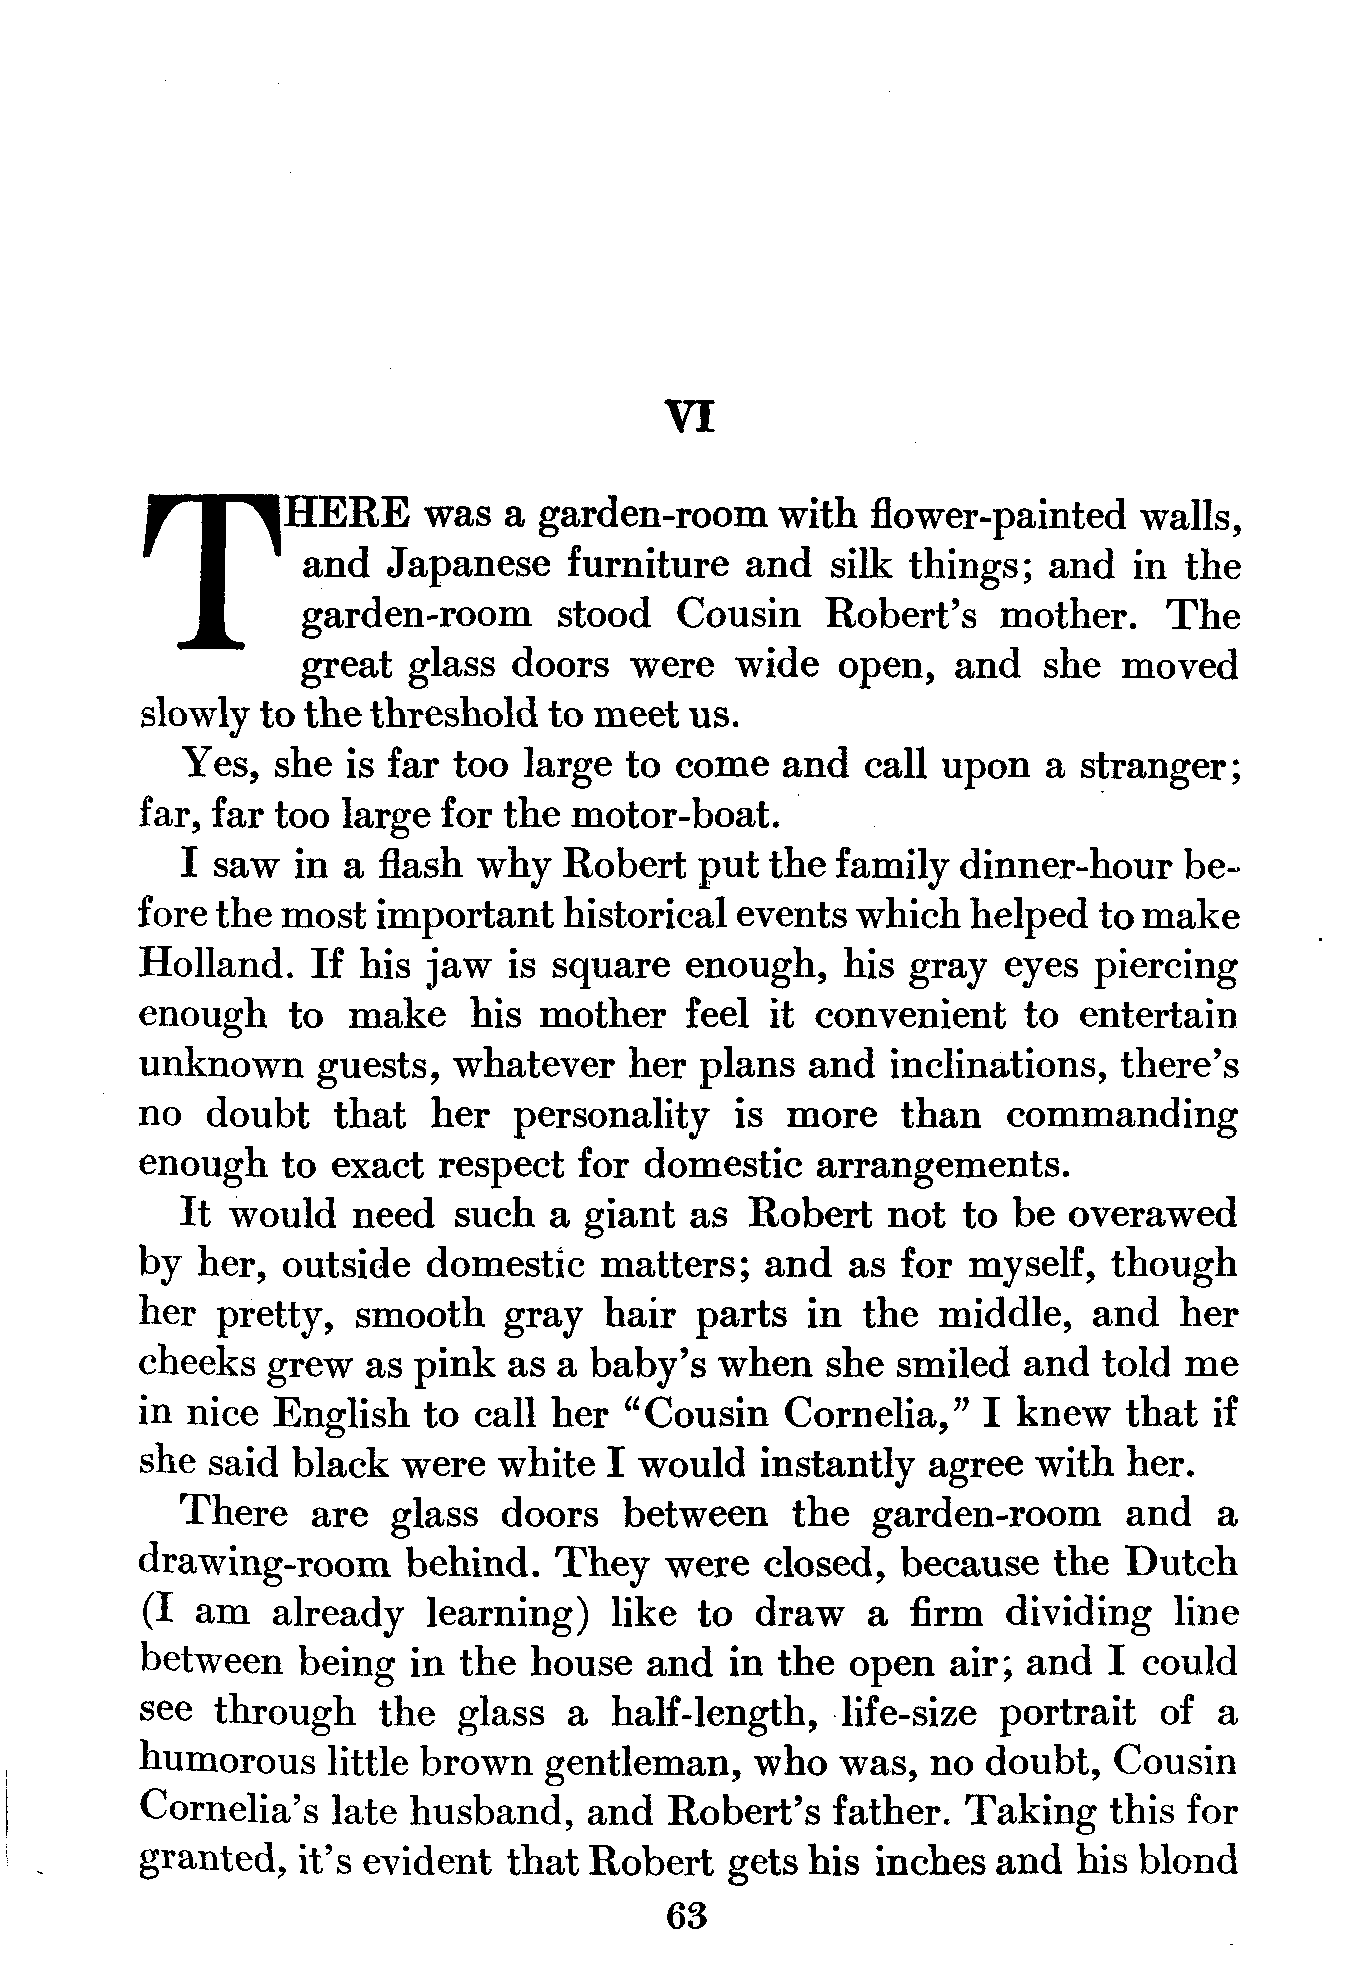 VI
THERE was a garden-room with flower-painted walls,
and Japanese furniture and silk things; and in the
garden-room stood Cousin Robert's mother. The
great glass doors were wide open, and she moved
slowly to the threshold to meet us.
Yes, she is far too large to come and call upon a stranger;
far, far too large for the motor-boat.
I saw in a flash why Robert put the family dinner-hour be-
fore the most important historical events which helped to make
Holland. If his jaw is square enough, his gray eyes piercing
enough to make his mother feel it convenient to entertain
unknown guests, whatever her plans and inclinations, there's
no doubt that her personality is more than commanding
enough to exact respect for domestic arrangements.
It would need such a giant as Robert not to be overawed
by her, outside domestic matters; and as for myself, though
her pretty, smooth gray hair parts in the middle, and her
cheeks grew as pink as a baby's when she smiled and told me
in nice English to call her "Cousin Cornelia," I knew that if
she said black were white I would instantly agree with her.
There are glass doors between the garden-room and a
drawing-room behind. They were closed, because the Dutch
(I am already learning) like to draw a firm dividing line
between being in the house and in the open air; and I could
see through the glass a half-length, life-size portrait of a
humorous little brown gentleman, who was, no doubt, Cousin
Cornelia's late husband, and Robert's father. Taking this for
granted, it's evident that Robert gets his inches and his blond
63